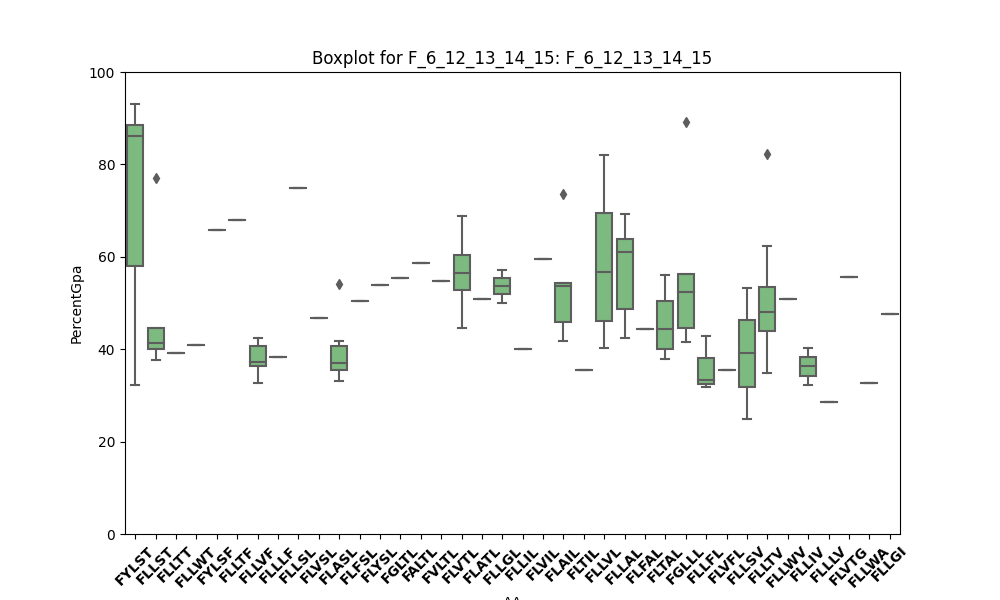 Boxplot for F_6_12_13_14_15: F_6_12_13_14_15
PercentGpa
100
80
60
40
20
0
FYLST
FLLST
FLLTT
FLLWT
FYLSF
FLLTF
FLLVF
FLLLF
FLLSL
FLVSL
FLASL
FLFSL
FLYSL
FGLTL
FALTL
FVLTL
FLVTL
FLATL
FLLGL
FLLIL
FLVIL
FLAIL
FLTIL
FLLVL
FLLAL
FLFAL
FLTAL
FGLLL
FLLFL
FLVFL
FLLSV
FLLTV
FLLWV
FLLIV
FLLLV
FLVTG
FLLWA
FLLGI